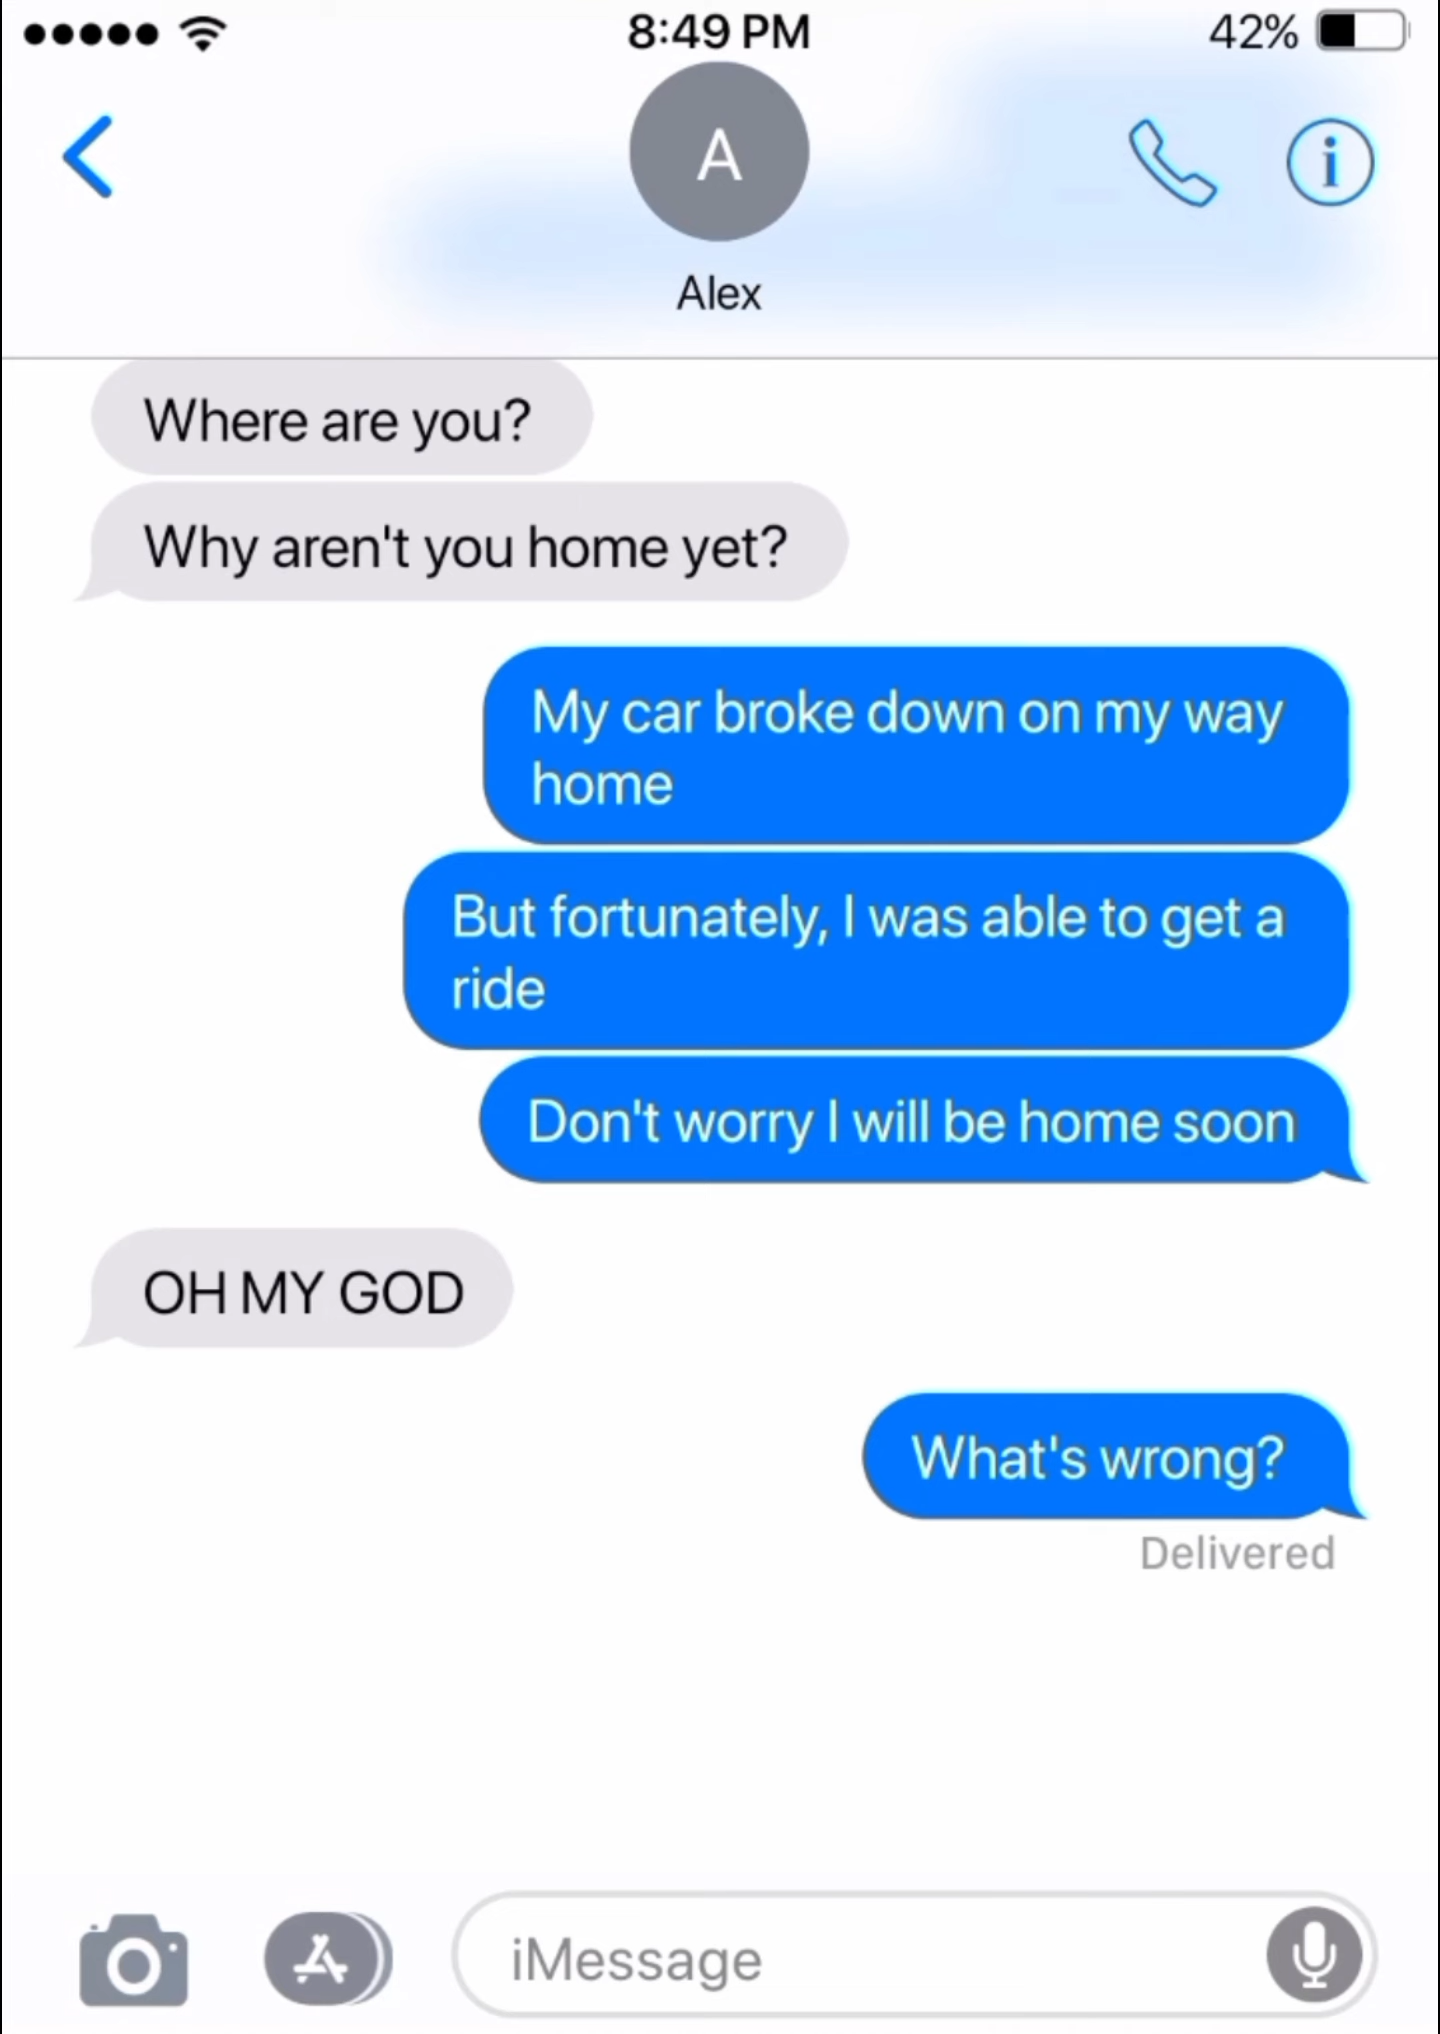 8:49 PM
42%
A
Alex
Where are you?
Why aren't you home yet?
My car broke down on my way
home
But fortunately, I was able to get a
ride
Don't worry I will be home soon
OH MY GOD
What's wrong?
Delivered
iMessage